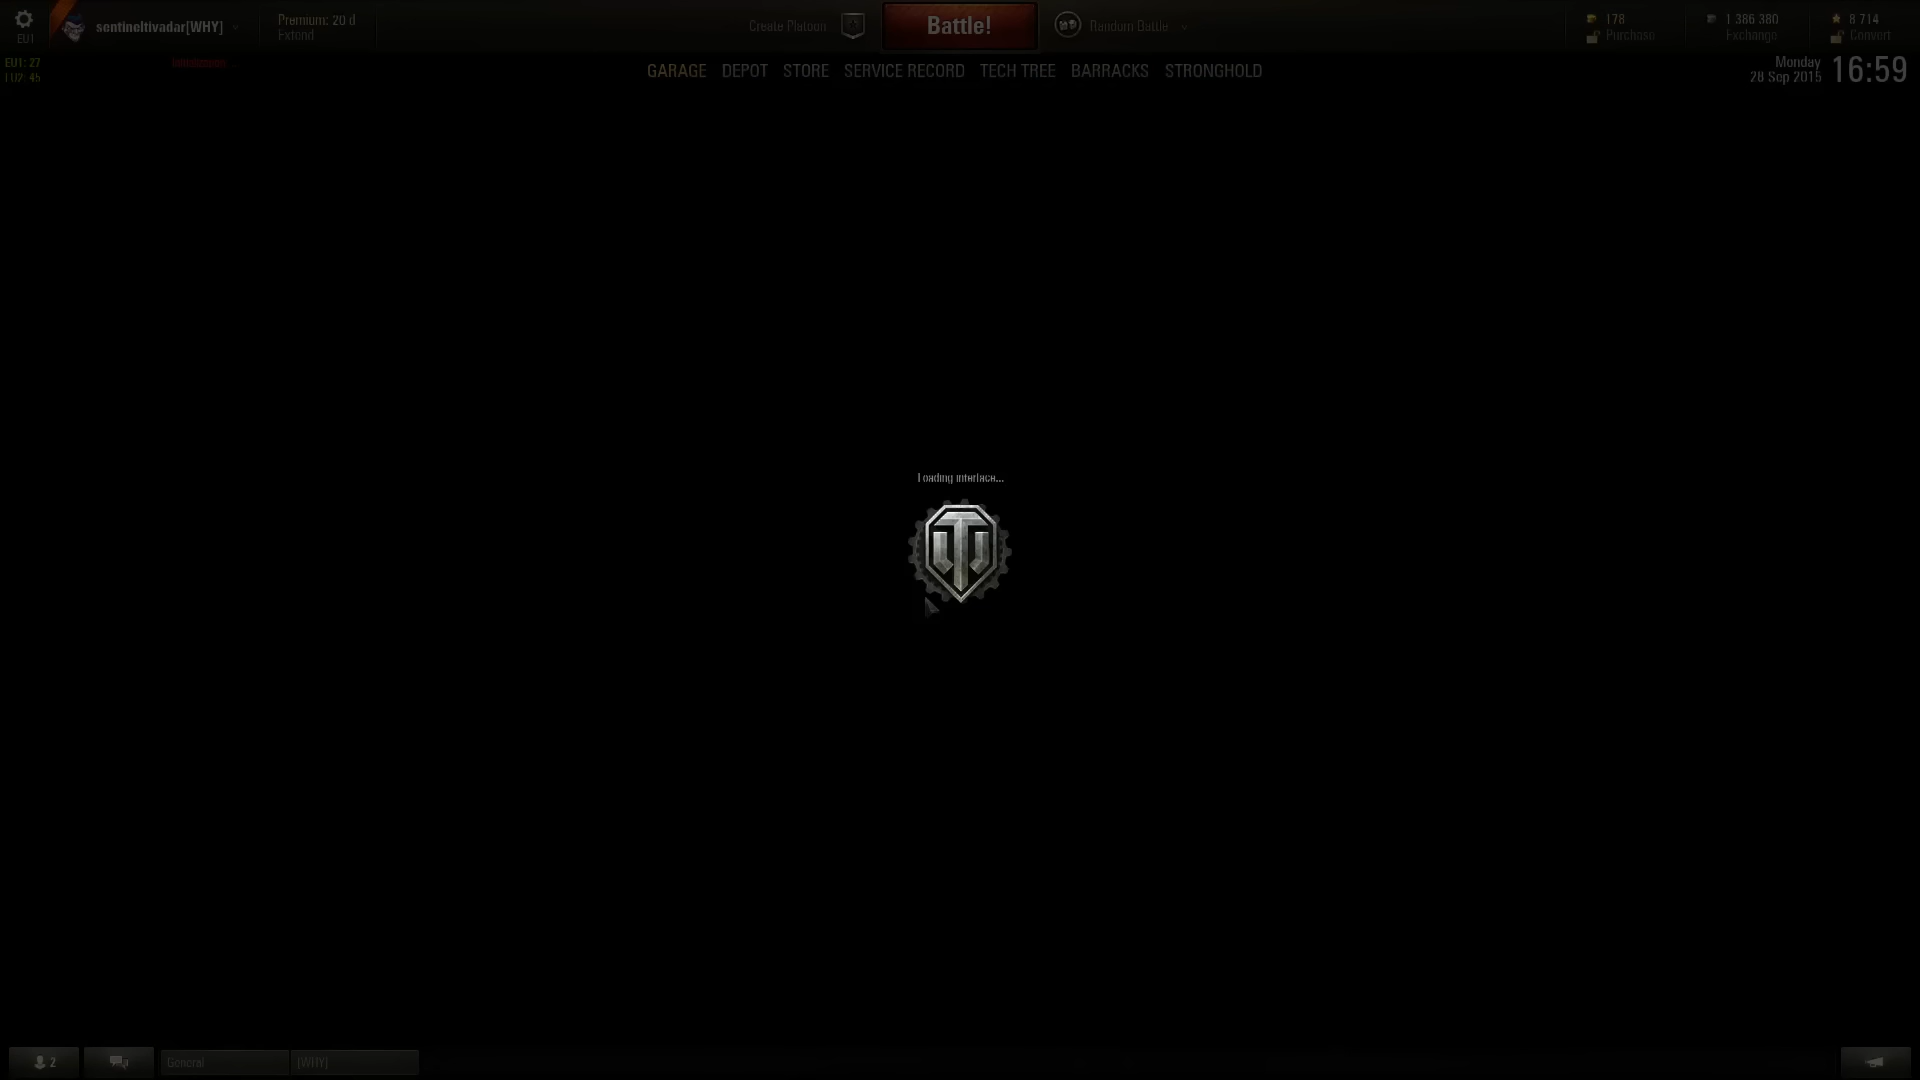 EU1
sentineltivadar[WHY]
Premium: 20 d
Extend
Create Platoon
Battle!
Random Battle
178
Purchase
1 386 380
Exchange
8 714
Convert
EU1: 27
EU2: 45
GARAGE DEPOT STORE SERVICE RECORD TECH TREE BARRACKS STRONGHOLD
Monday
28 Sep 2015
16:59
Loading interface...
2
General
[WHY]